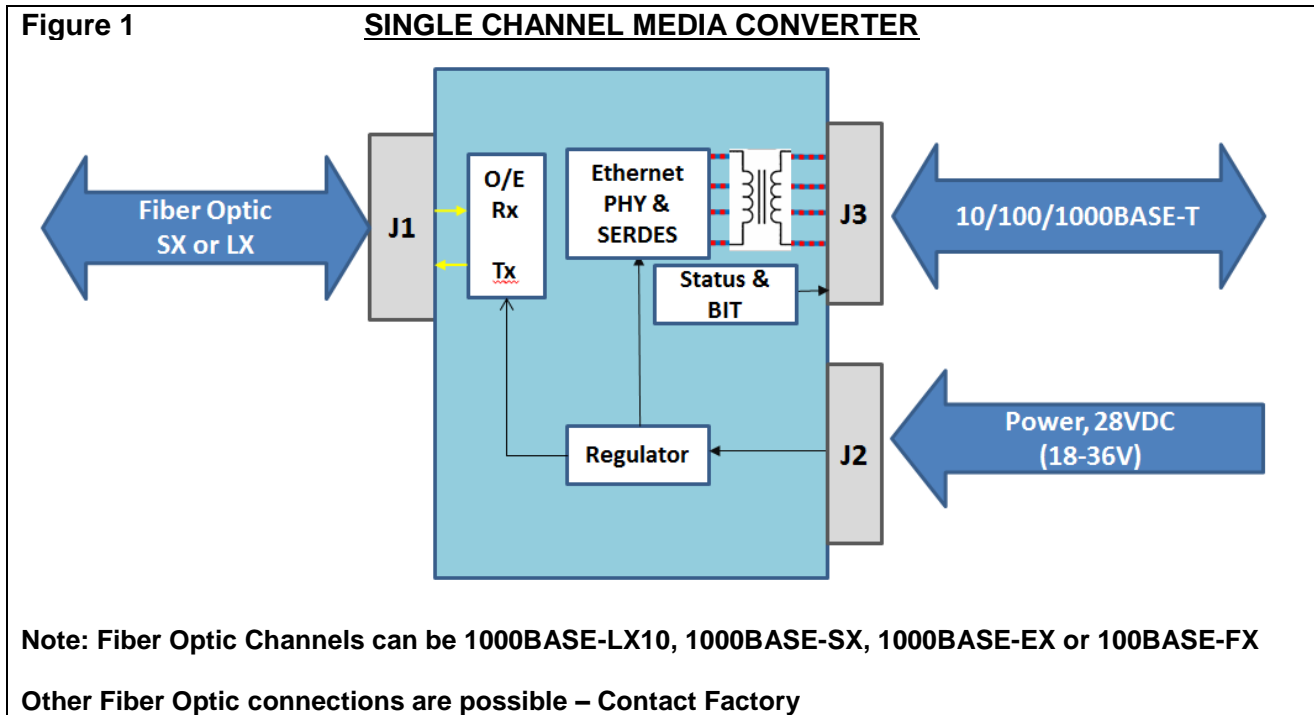 Figure 1 SINGLE CHANNEL MEDIA CONVERTER
Fiber Optic
SX or LX
J1
O/E
Rx
Tx
Ethernet
PHY &
SERDES
Status &
BIT
J3
10/100/1000BASE-T
Regulator
J2
Power, 28VDC
(18-36V)
Note: Fiber Optic Channels can be 1000BASE-LX10, 1000BASE-SX, 1000BASE-EX or 100BASE-FX
Other Fiber Optic connections are possible – Contact Factory